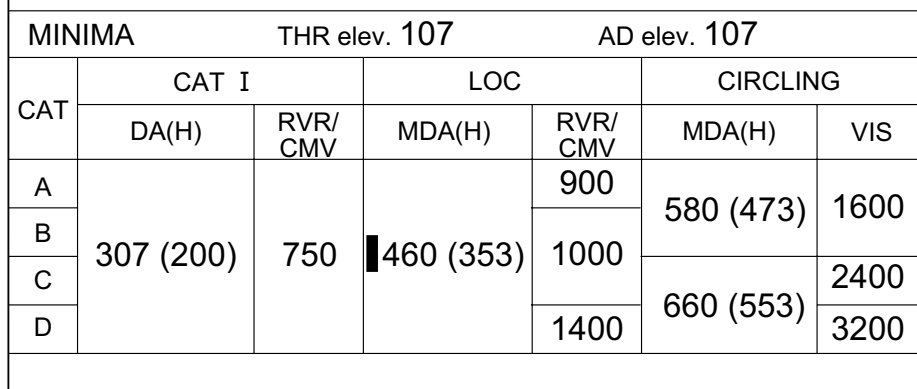 MINIMA THR elev. 107 AD elev. 107
CAT CAT I LOC CIRCLING
DA(H) RVR/CMV MDA(H) RVR/CMV MDA(H) VIS
A 307 (200) 750 460 (353) 900 580 (473) 1600
B 1000
C 660 (553) 2400
D 1400 3200